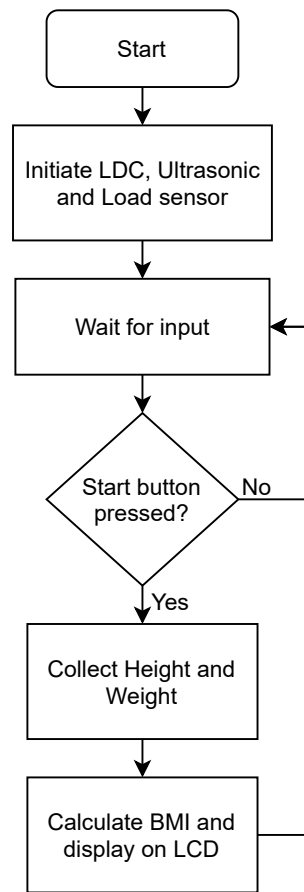 Start
Initiate LDC, Ultrasonic
and Load sensor
Wait for input
Start button
pressed?
No
Yes
Collect Height and
Weight
Calculate BMI and
display on LCD